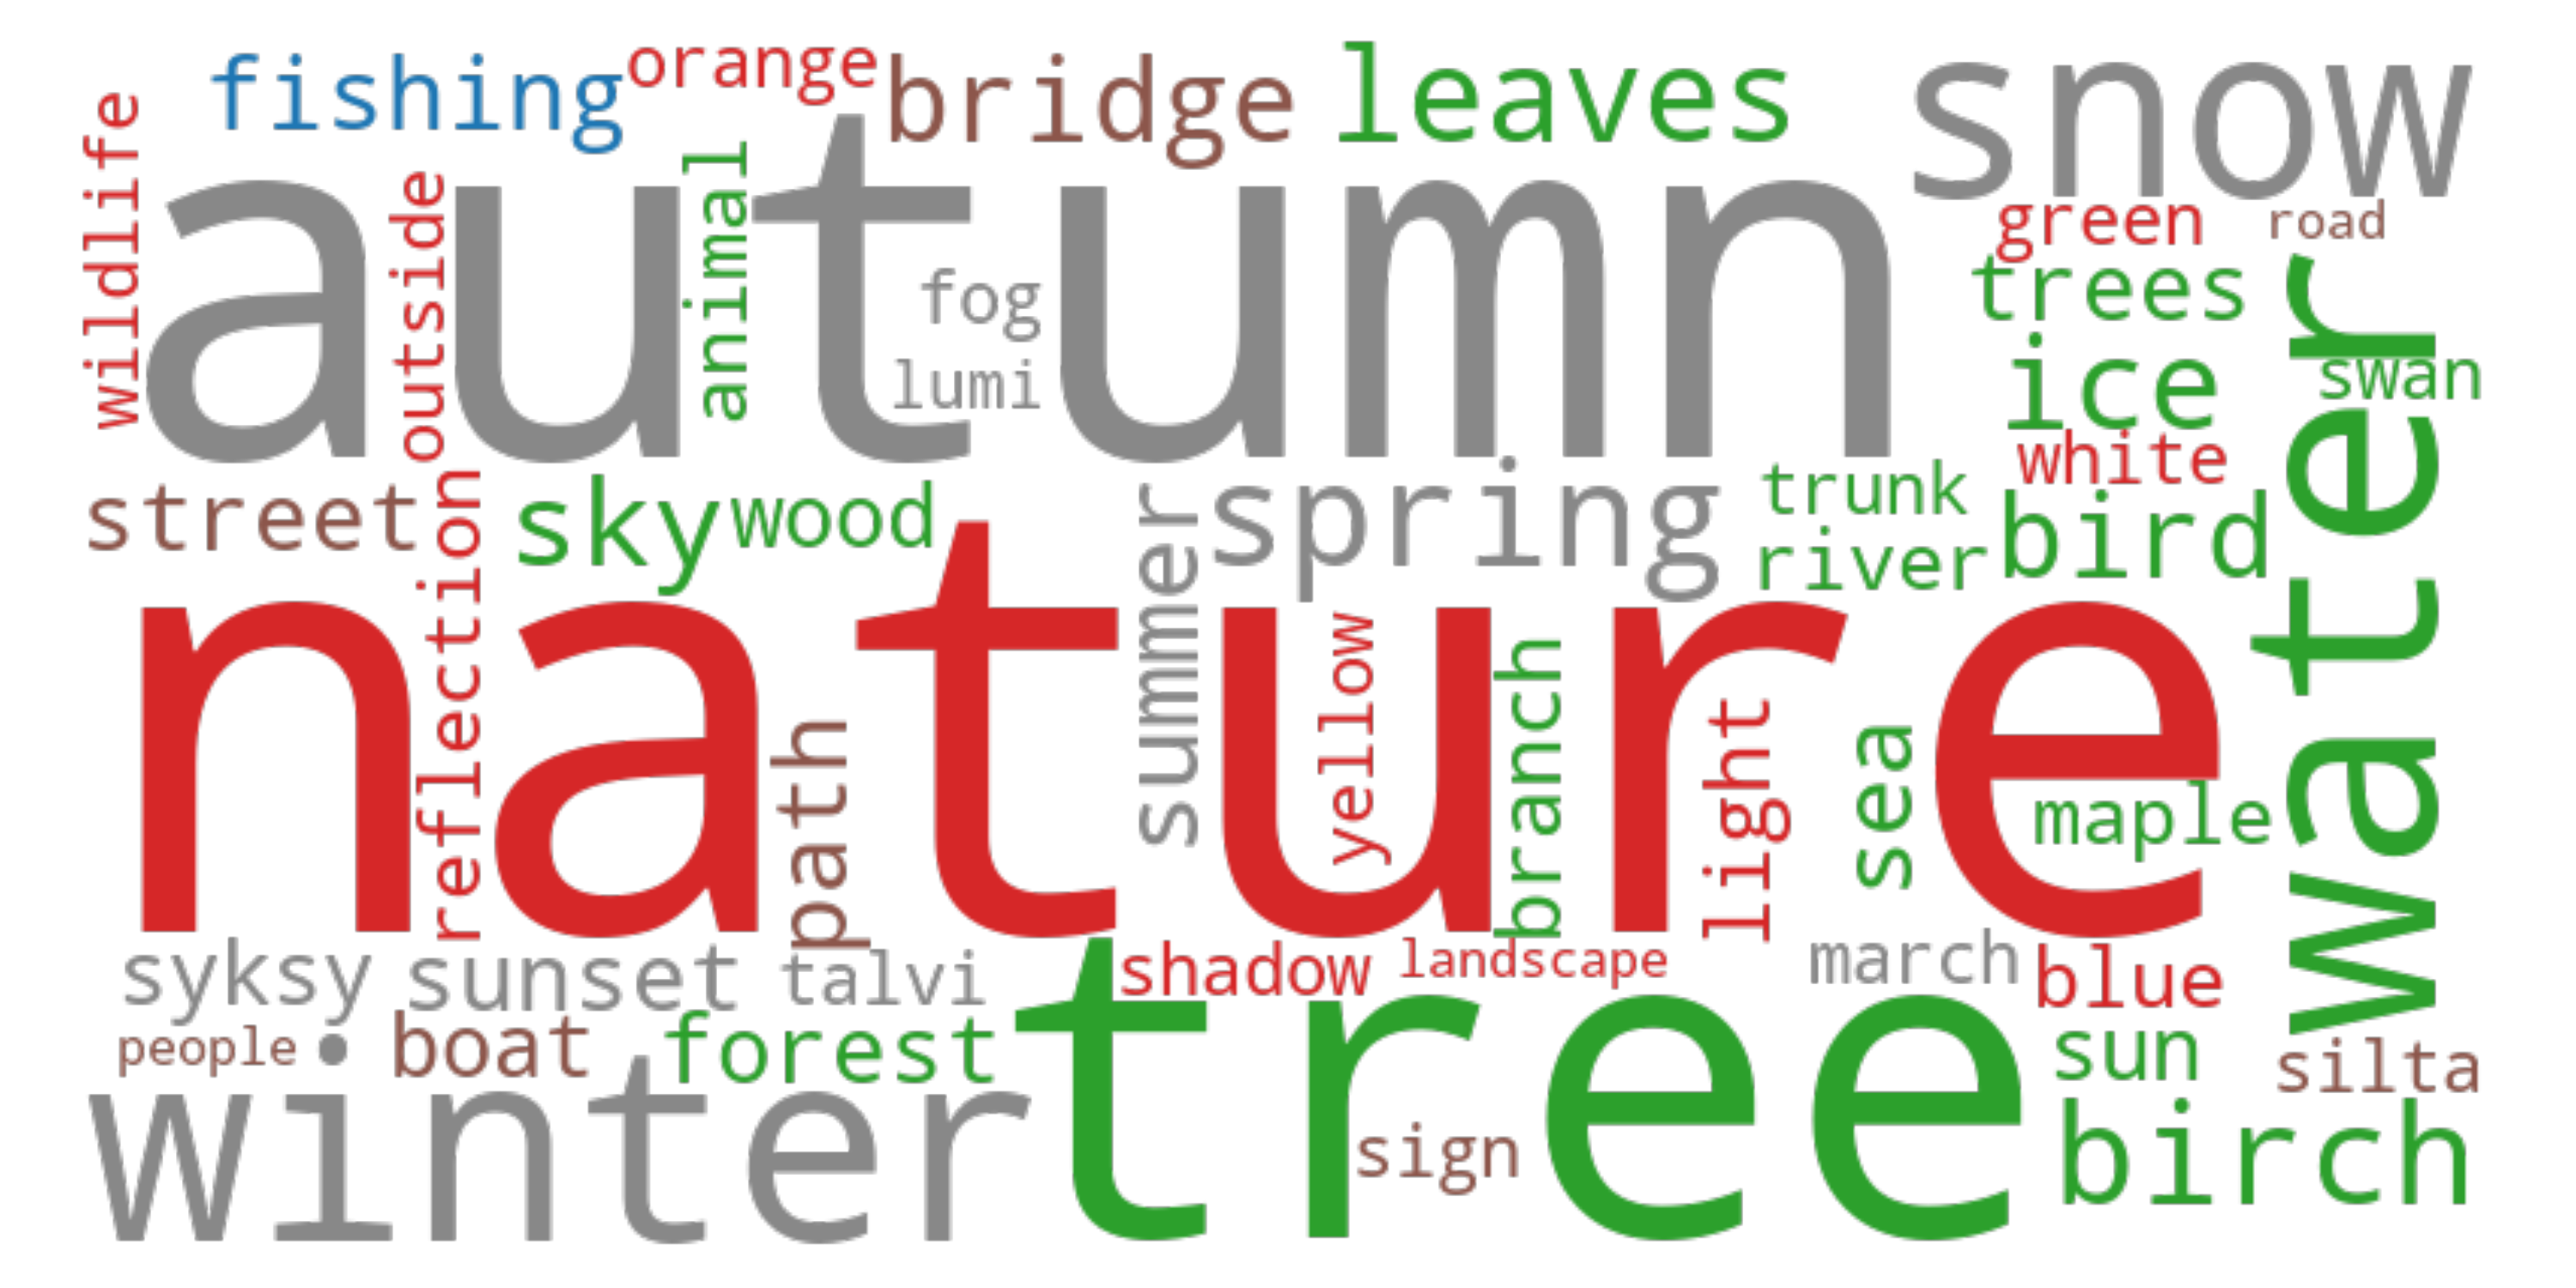 fishing
orange
bridge
leaves
snow
wildlife
autumn
outside
animal
fog
lumi
green
road
trees
ice
swan
white
water
street
reflection
sky
wood
summer
spring
trunk
river
bird
nature
path
yellow
branch
light
sea
maple
syksy
sunset
talvi
shadow
landscape
march
blue
people
boat
forest
tree
sun
silta
winter
sign
birch